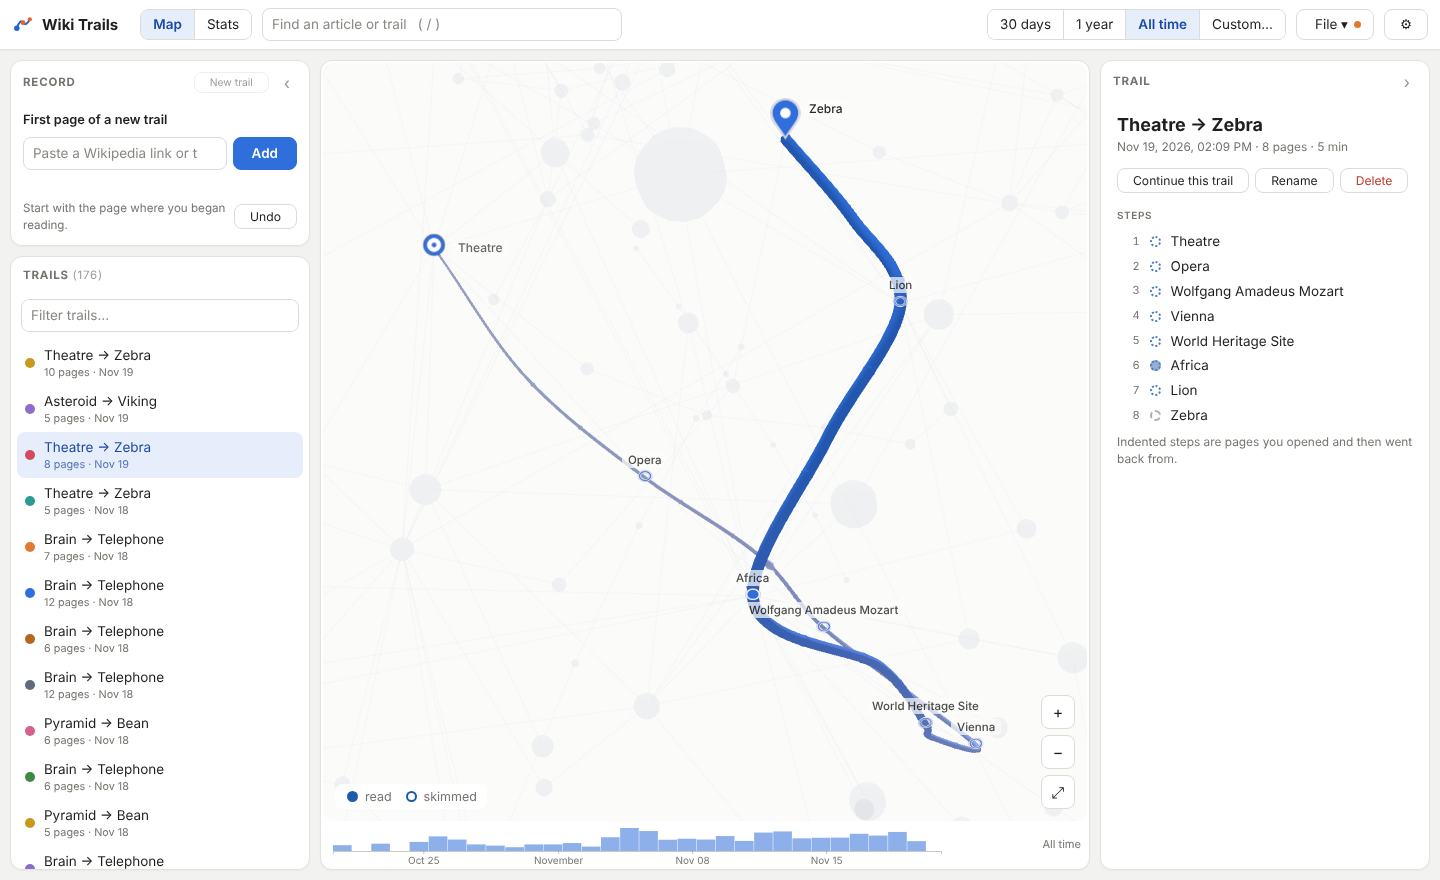 Wiki Trails
Map
Stats
Find an article or trail ( / )
30 days
1 year
All time
Custom...
File ▾
RECORD
New trail
First page of a new trail
Paste a Wikipedia link or t
Add
Start with the page where you began
reading.
Undo
TRAILS (176)
Filter trails...
Theatre → Zebra
10 pages · Nov 19
Asteroid → Viking
5 pages · Nov 19
Theatre → Zebra
8 pages · Nov 19
Theatre → Zebra
5 pages · Nov 18
Brain → Telephone
7 pages · Nov 18
Brain → Telephone
12 pages · Nov 18
Brain → Telephone
6 pages · Nov 18
Brain → Telephone
12 pages · Nov 18
Pyramid → Bean
6 pages · Nov 18
Brain → Telephone
6 pages · Nov 18
Pyramid → Bean
5 pages · Nov 18
Brain → Telephone
Zebra
Theatre
Lion
Opera
Africa
Wolfgang Amadeus Mozart
World Heritage Site
Vienna
+
−
read
skimmed
Oct 25
November
Nov 08
Nov 15
All time
TRAIL
Theatre → Zebra
Nov 19, 2026, 02:09 PM · 8 pages · 5 min
Continue this trail
Rename
Delete
STEPS
1 Theatre
2 Opera
3 Wolfgang Amadeus Mozart
4 Vienna
5 World Heritage Site
6 Africa
7 Lion
8 Zebra
Indented steps are pages you opened and then went
back from.